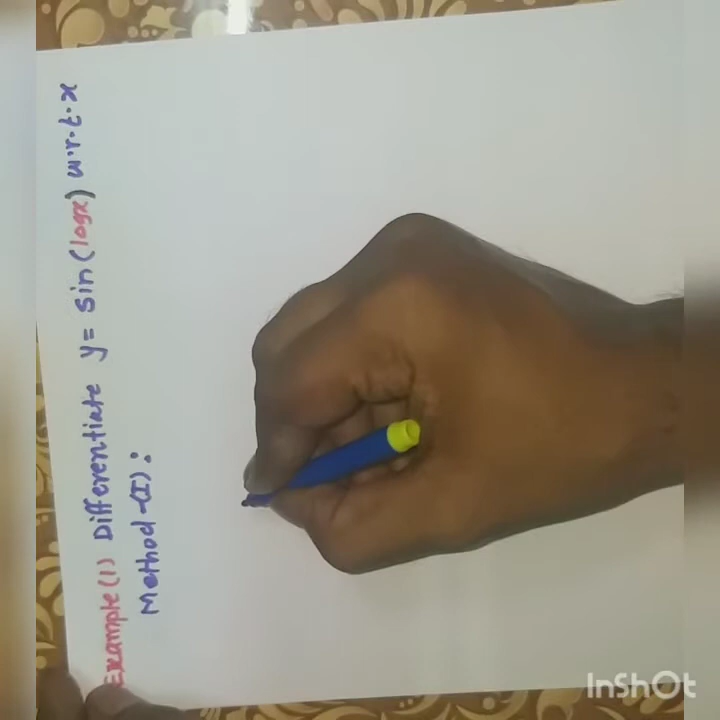 Example (1) Differentiate y = sin(logx) w.r.t.x
Method-(I):
InShOt